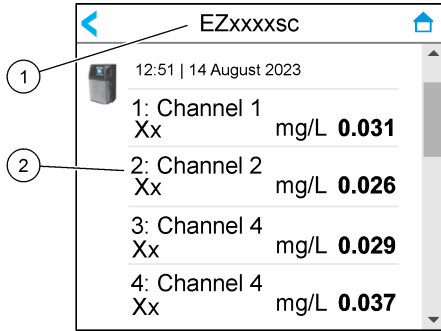 EZxxxxsc
1
12:51 | 14 August 2023
1: Channel 1
Xx mg/L 0.031
2
2: Channel 2
Xx mg/L 0.026
3: Channel 4
Xx mg/L 0.029
4: Channel 4
Xx mg/L 0.037